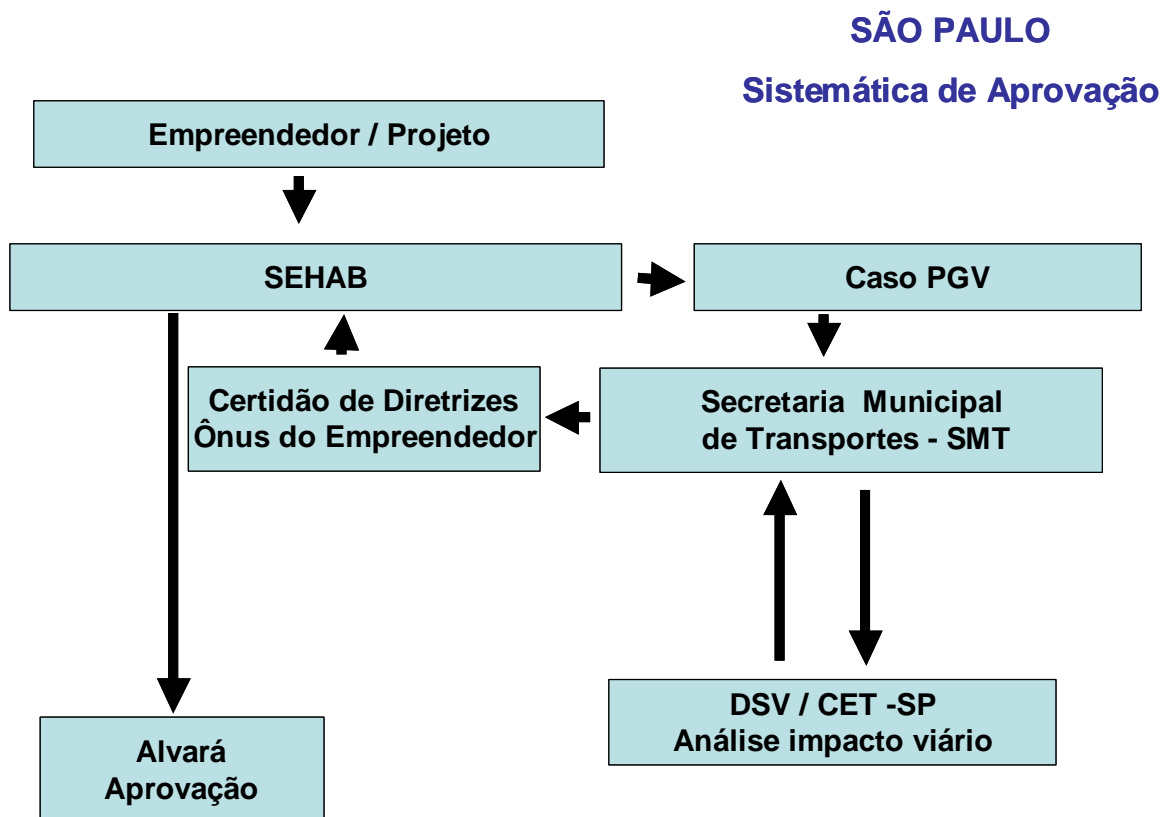 SÃO PAULO
Sistemática de Aprovação
Empreendedor / Projeto
SEHAB
Caso PGV
Certidão de Diretrizes
Ônus do Empreendedor
Secretaria Municipal
de Transportes - SMT
DSV / CET -SP
Análise impacto viário
Alvará
Aprovação